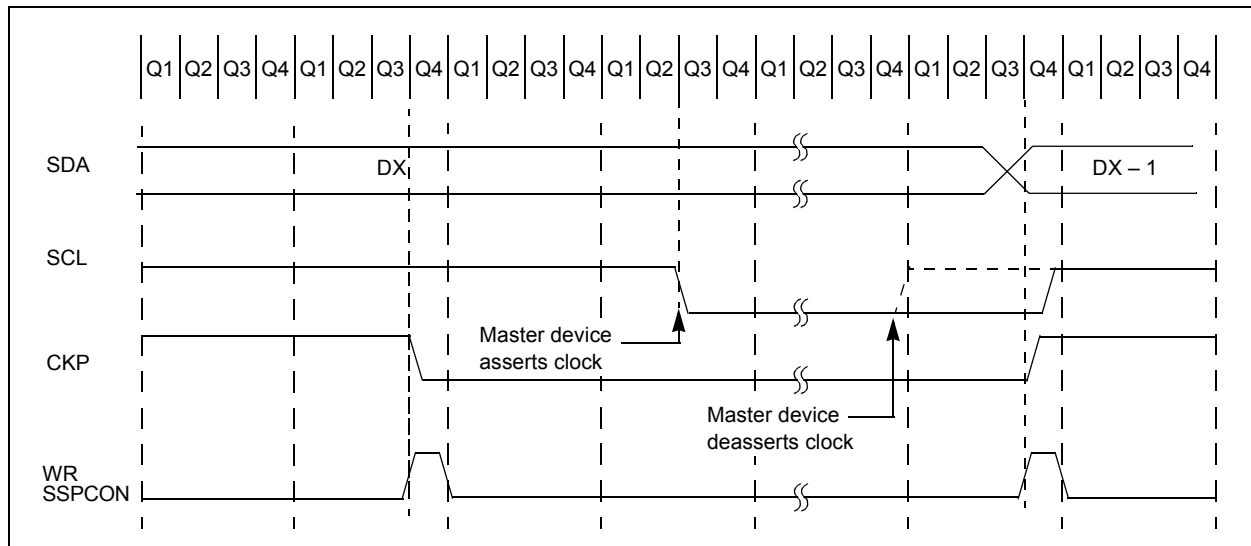 Q1 Q2 Q3 Q4 Q1 Q2 Q3 Q4 Q1 Q2 Q3 Q4 Q1 Q2 Q3 Q4 Q1 Q2 Q3 Q4 Q1 Q2 Q3 Q4 Q1 Q2 Q3 Q4
SDA
DX
DX – 1
SCL
Master device
asserts clock
CKP
Master device
deasserts clock
WR
SSPCON